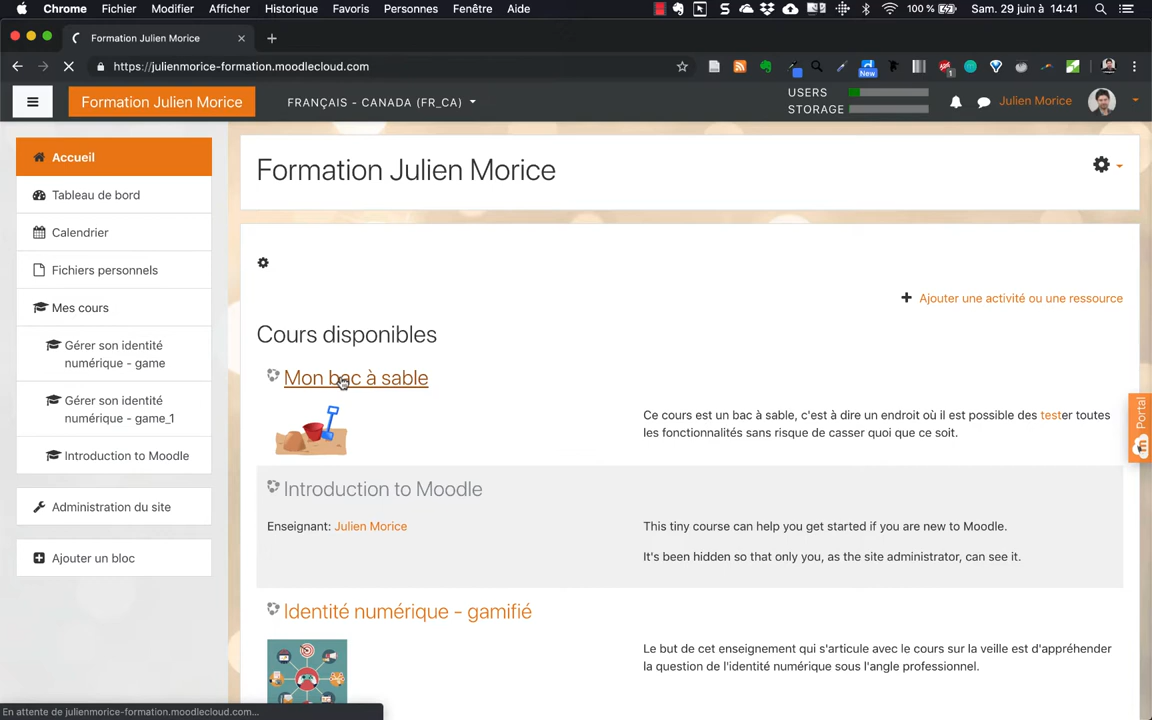 Chrome Fichier Modifier Afficher Historique Favoris Personnes Fenêtre Aide 100 % Sam. 29 juin à 14:41
Formation Julien Morice
https://julienmorice-formation.moodlecloud.com
New
1
Formation Julien Morice
FRANÇAIS - CANADA (FR_CA)
USERS
STORAGE
Julien Morice
Accueil
Tableau de bord
Calendrier
Fichiers personnels
Mes cours
Gérer son identité
numérique - game
Gérer son identité
numérique - game_1
Introduction to Moodle
Administration du site
Ajouter un bloc
Formation Julien Morice
Ajouter une activité ou une ressource
Cours disponibles
Mon bac à sable
Ce cours est un bac à sable, c'est à dire un endroit où il est possible des tester toutes
les fonctionnalités sans risque de casser quoi que ce soit.
Introduction to Moodle
Enseignant: Julien Morice
This tiny course can help you get started if you are new to Moodle.
It's been hidden so that only you, as the site administrator, can see it.
Identité numérique - gamifié
Le but de cet enseignement qui s'articule avec le cours sur la veille est d'appréhender
la question de l'identité numérique sous l'angle professionnel.
Portal
En attente de julienmorice-formation.moodlecloud.com...